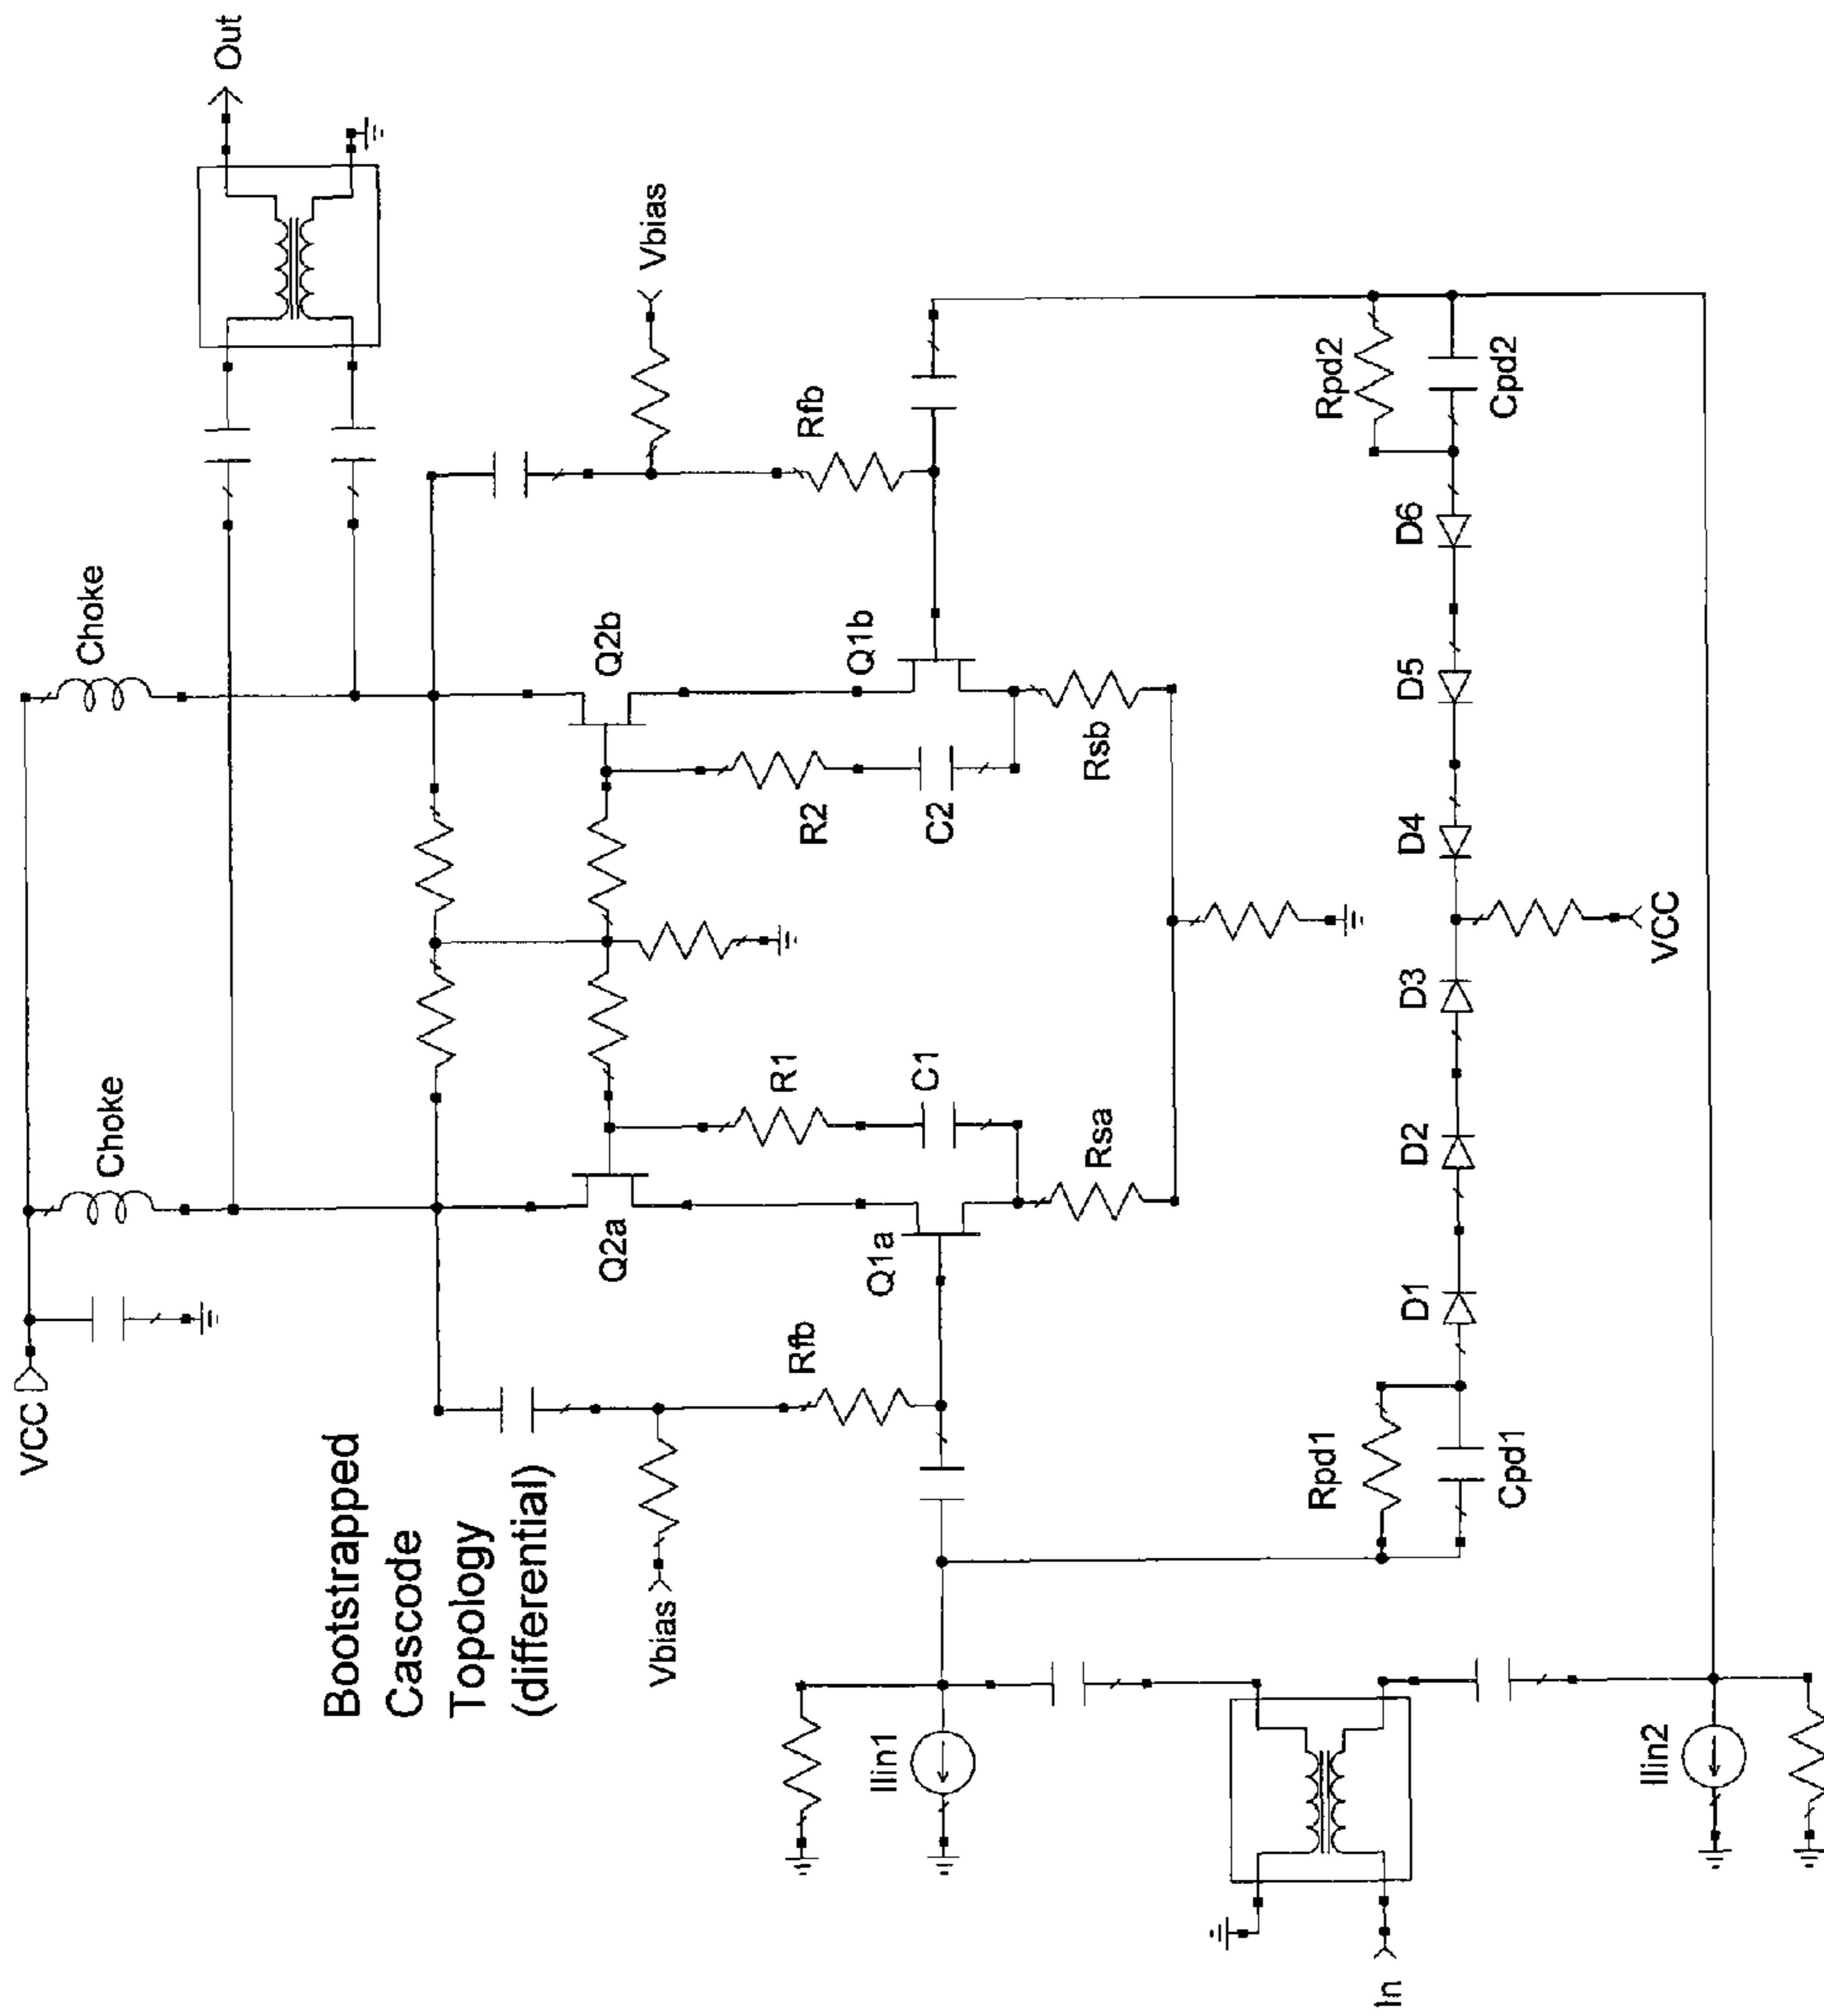 Out
VCC
Choke
Choke
Bootstrapped
Cascode
Topology
(differential)
Vbias
Vbias
Rfb
Rfb
Q2a
Q2b
R1
R2
Q1a
Q1b
C1
C2
Rsa
Rsb
Ilin1
Rpd1
Cpd1
D1
D2
D3
D4
D5
D6
Rpd2
Cpd2
VCC
In
Ilin2